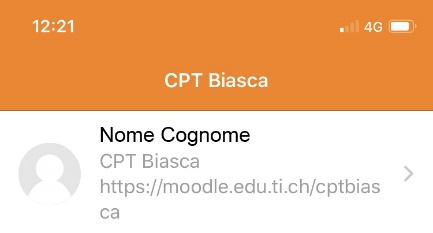 12:21
4G
CPT Biasca
Nome Cognome
CPT Biasca
https://moodle.edu.ti.ch/cptbias
ca